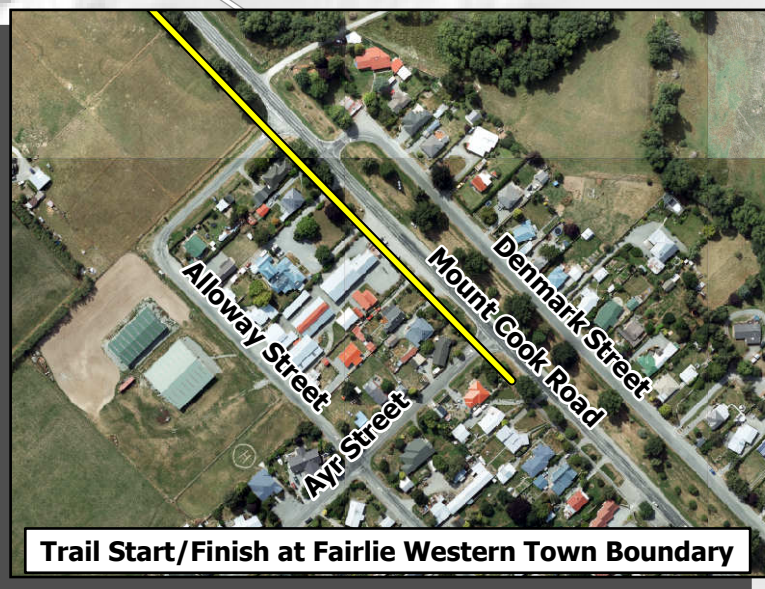 Denmark Street
Mount Cook Road
Alloway Street
Ayr Street
Trail Start/Finish at Fairlie Western Town Boundary